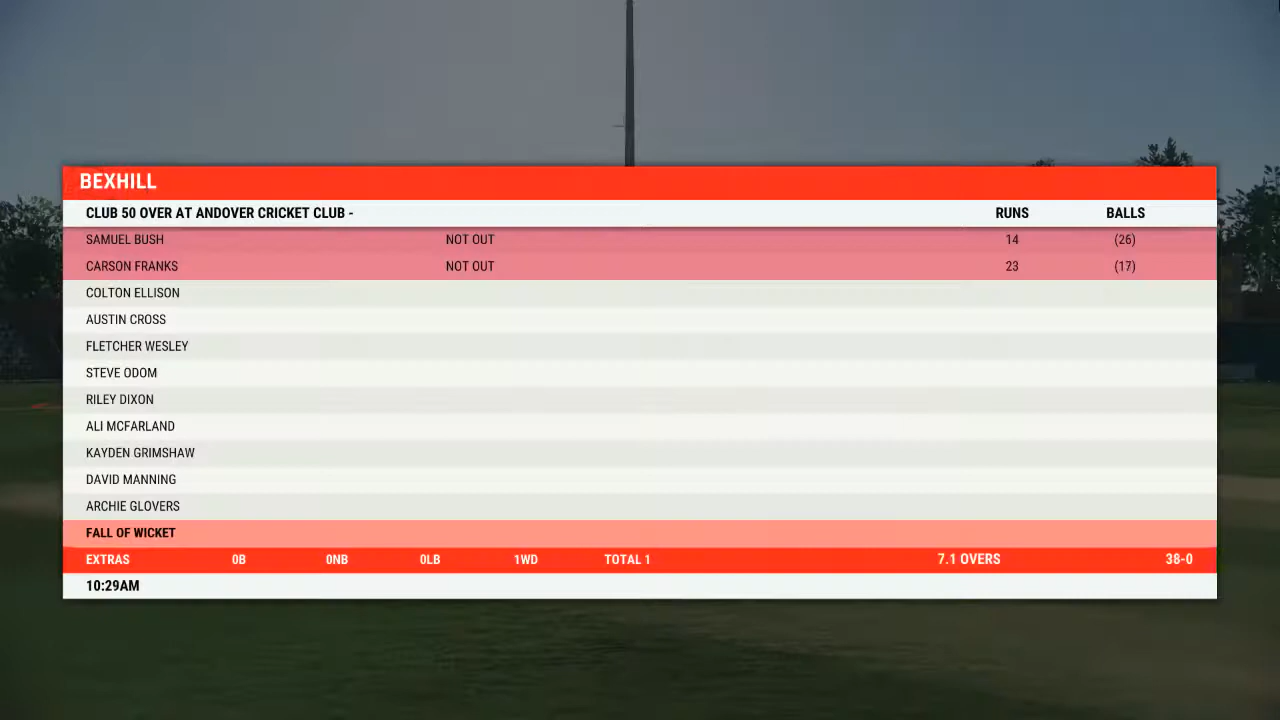 BEXHILL
CLUB 50 OVER AT ANDOVER CRICKET CLUB - RUNS BALLS
SAMUEL BUSH NOT OUT 14 (26)
CARSON FRANKS NOT OUT 23 (17)
COLTON ELLISON
AUSTIN CROSS
FLETCHER WESLEY
STEVE ODOM
RILEY DIXON
ALI MCFARLAND
KAYDEN GRIMSHAW
DAVID MANNING
ARCHIE GLOVERS
FALL OF WICKET
EXTRAS 0B 0NB 0LB 1WD TOTAL 1 7.1 OVERS 38-0
10:29AM